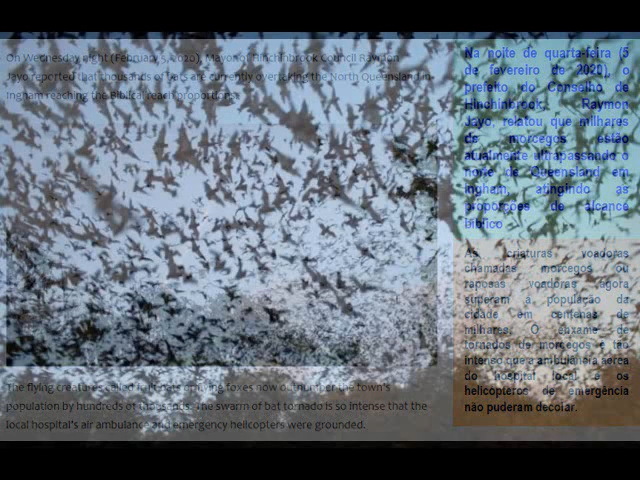 On Wednesday night (February 5, 2020), Mayor of Hinchinbrook Council Raymon
Jayo reported that thousands of bats are currently overtaking the North Queensland in
Ingham reaching the Biblical reach proportions
The flying creatures called fruit bats or flying foxes now outnumber the town's
population by hundreds of thousands. The swarm of bat tornado is so intense that the
local hospital's air ambulance and emergency helicopters were grounded.
Na noite de quarta-feira (5
de fevereiro de 2020), o
prefeito do Conselho de
Hinchinbrook, Raymon
Jayo, relatou que milhares
de morcegos estão
atualmente ultrapassando o
norte de Queensland em
Ingham, atingindo as
proporções de alcance
bíblico
As criaturas voadoras
chamadas morcegos ou
raposas voadoras agora
superam a população da
cidade em centenas de
milhares. O enxame de
tornados de morcegos é tão
intenso que a ambulância aérea
do hospital local e os
helicópteros de emergência
não puderam decolar.